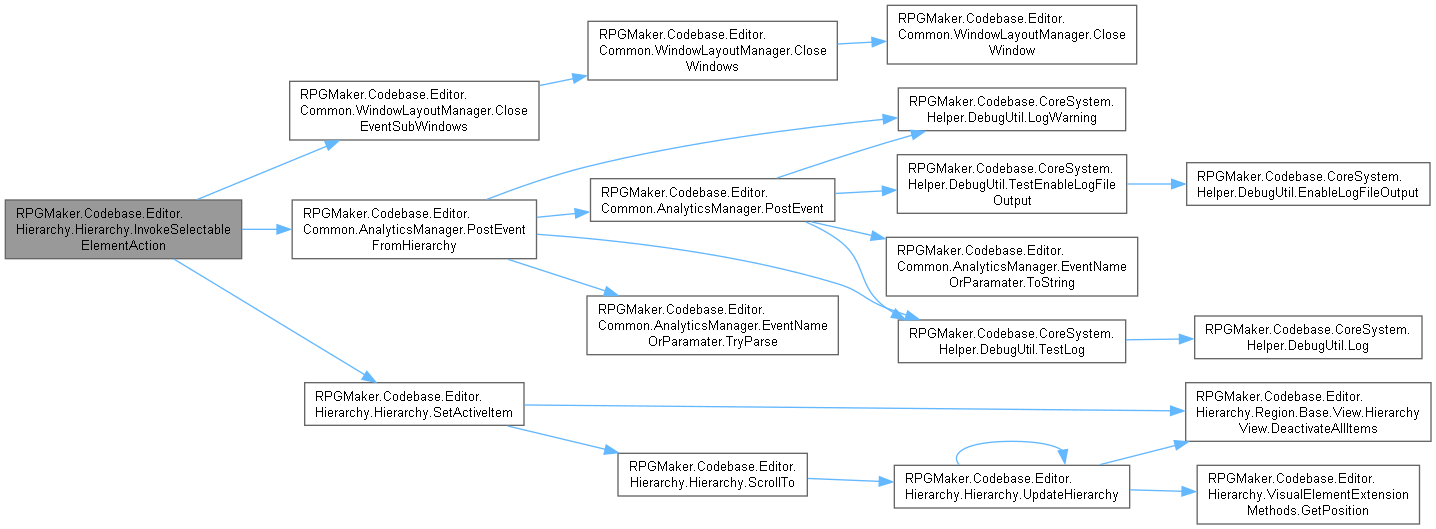 RPGMaker.Codebase.Editor.
Hierarchy.Hierarchy.InvokeSelectable
ElementAction
RPGMaker.Codebase.Editor.
Common.WindowLayoutManager.Close
EventSubWindows
RPGMaker.Codebase.Editor.
Common.WindowLayoutManager.Close
Windows
RPGMaker.Codebase.Editor.
Common.WindowLayoutManager.Close
Window
RPGMaker.Codebase.Editor.
Common.AnalyticsManager.PostEvent
FromHierarchy
RPGMaker.Codebase.CoreSystem.
Helper.DebugUtil.LogWarning
RPGMaker.Codebase.Editor.
Common.AnalyticsManager.PostEvent
RPGMaker.Codebase.CoreSystem.
Helper.DebugUtil.TestEnableLogFile
Output
RPGMaker.Codebase.CoreSystem.
Helper.DebugUtil.EnableLogFileOutput
RPGMaker.Codebase.Editor.
Common.AnalyticsManager.EventName
OrParamater.ToString
RPGMaker.Codebase.Editor.
Common.AnalyticsManager.EventName
OrParamater.TryParse
RPGMaker.Codebase.CoreSystem.
Helper.DebugUtil.TestLog
RPGMaker.Codebase.CoreSystem.
Helper.DebugUtil.Log
RPGMaker.Codebase.Editor.
Hierarchy.Hierarchy.SetActiveItem
RPGMaker.Codebase.Editor.
Hierarchy.Region.Base.View.Hierarchy
View.DeactivateAllItems
RPGMaker.Codebase.Editor.
Hierarchy.Hierarchy.ScrollTo
RPGMaker.Codebase.Editor.
Hierarchy.Hierarchy.UpdateHierarchy
RPGMaker.Codebase.Editor.
Hierarchy.VisualElementExtension
Methods.GetPosition